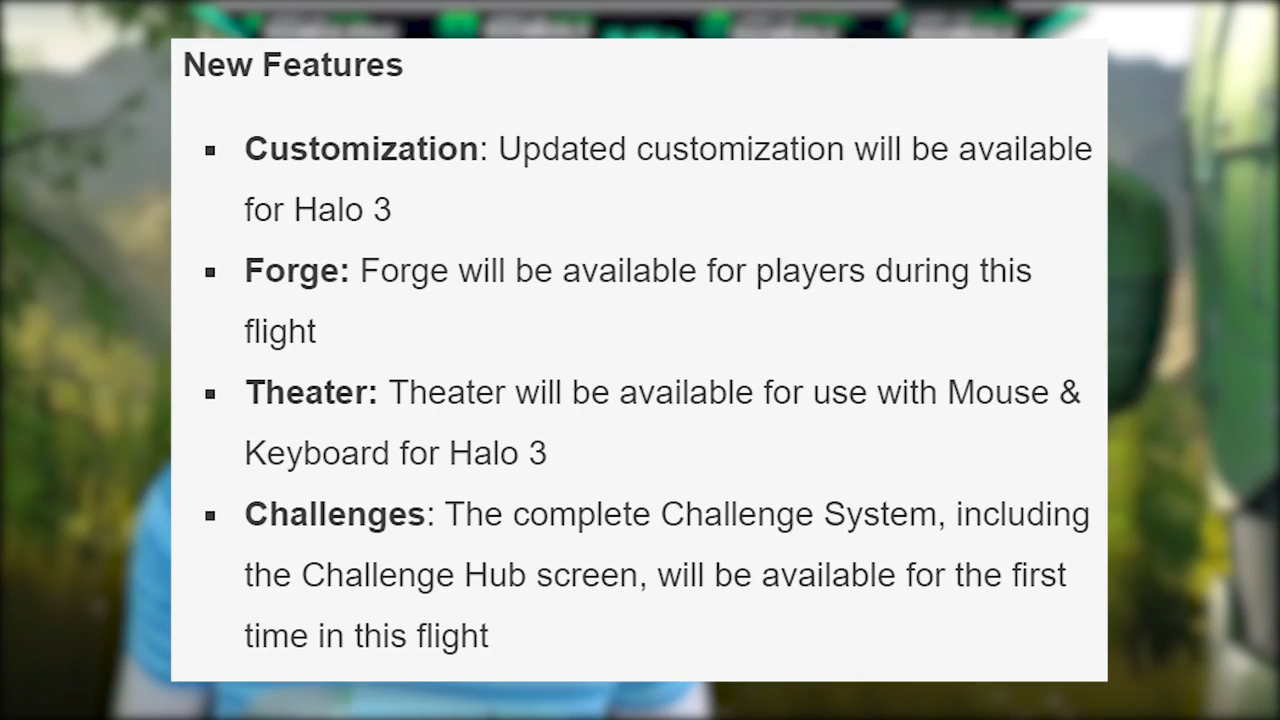 New Features
▪ Customization: Updated customization will be available
for Halo 3
▪ Forge: Forge will be available for players during this
flight
▪ Theater: Theater will be available for use with Mouse &
Keyboard for Halo 3
▪ Challenges: The complete Challenge System, including
the Challenge Hub screen, will be available for the first
time in this flight